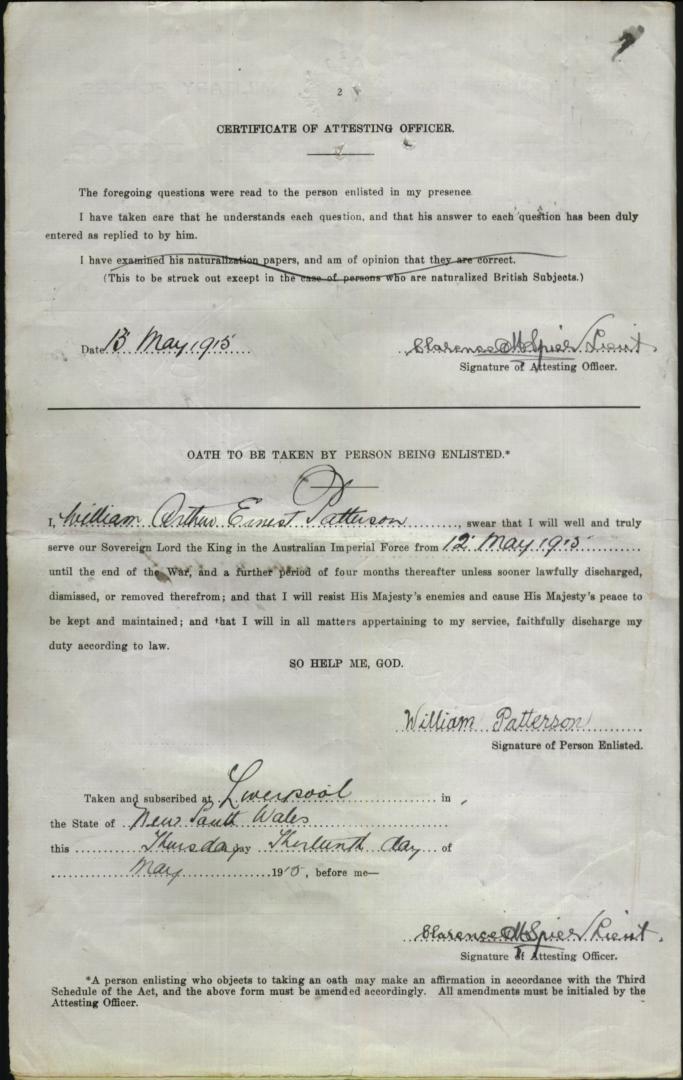 2
CERTIFICATE OF ATTESTING OFFICER.
The foregoing questions were read to the person enlisted in my presence
I have taken care that he understands each question, and that his answer to each question has been duly
entered as replied to by him.
I have examined his naturalization papers, and am of opinion that they are correct.
(This to be struck out except in the case of persons who are naturalized British Subjects.)
Date 13 May 1915 Clarence Spier Lieut
Signature of Attesting Officer.
OATH TO BE TAKEN BY PERSON BEING ENLISTED.*
I, William Arthur Ernest Patterson, swear that I will well and truly
serve our Sovereign Lord the King in the Australian Imperial Force from 12 May 1915
until the end of the War, and a further period of four months thereafter unless sooner lawfully discharged,
dismissed, or removed therefrom; and that I will resist His Majesty's enemies and cause His Majesty's peace to
be kept and maintained; and that I will in all matters appertaining to my service, faithfully discharge my
duty according to law.
SO HELP ME, GOD.
William Patterson
Signature of Person Enlisted.
Taken and subscribed at Liverpool in
the State of New South Wales
this Thursday day of
May 1915, before me—
Clarence Spier Lieut
Signature of Attesting Officer.
*A person enlisting who objects to taking an oath may make an affirmation in accordance with the Third
Schedule of the Act, and the above form must be amended accordingly. All amendments must be initialed by the
Attesting Officer.